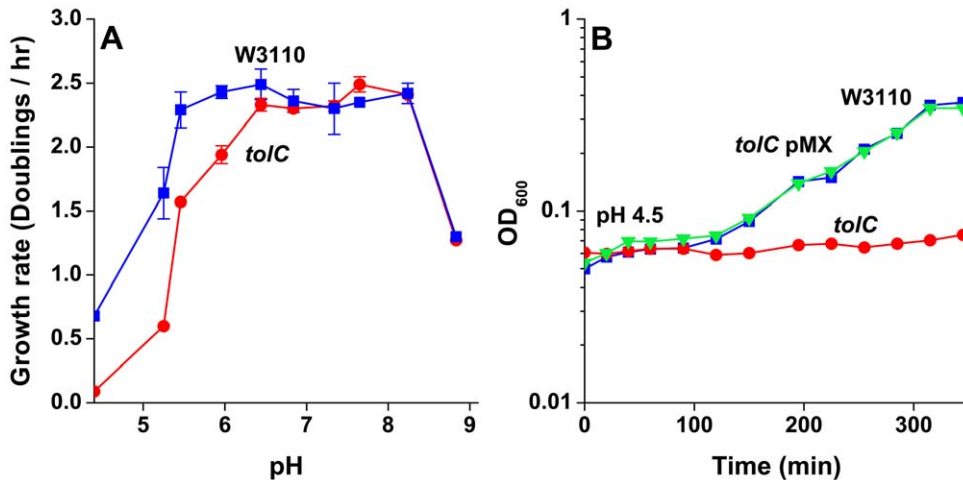 A
B
W3110
tolC
Growth rate (Doublings / hr)
3.0
2.5
2.0
1.5
1.0
0.5
0.0
5
6
7
8
9
pH
W3110
tolC pMX
pH 4.5
tolC
OD600
1
0.1
0.01
0
100
200
300
Time (min)